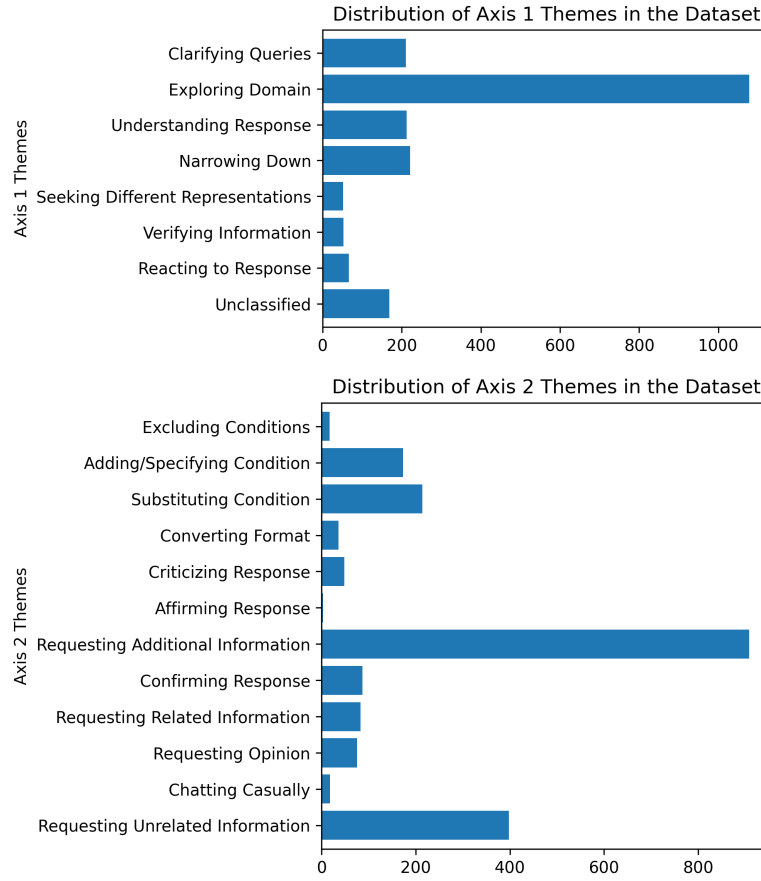 Distribution of Axis 1 Themes in the Dataset
Axis 1 Themes
Clarifying Queries
Exploring Domain
Understanding Response
Narrowing Down
Seeking Different Representations
Verifying Information
Reacting to Response
Unclassified
0 200 400 600 800 1000
Distribution of Axis 2 Themes in the Dataset
Axis 2 Themes
Excluding Conditions
Adding/Specifying Condition
Substituting Condition
Converting Format
Criticizing Response
Affirming Response
Requesting Additional Information
Confirming Response
Requesting Related Information
Requesting Opinion
Chatting Casually
Requesting Unrelated Information
0 200 400 600 800